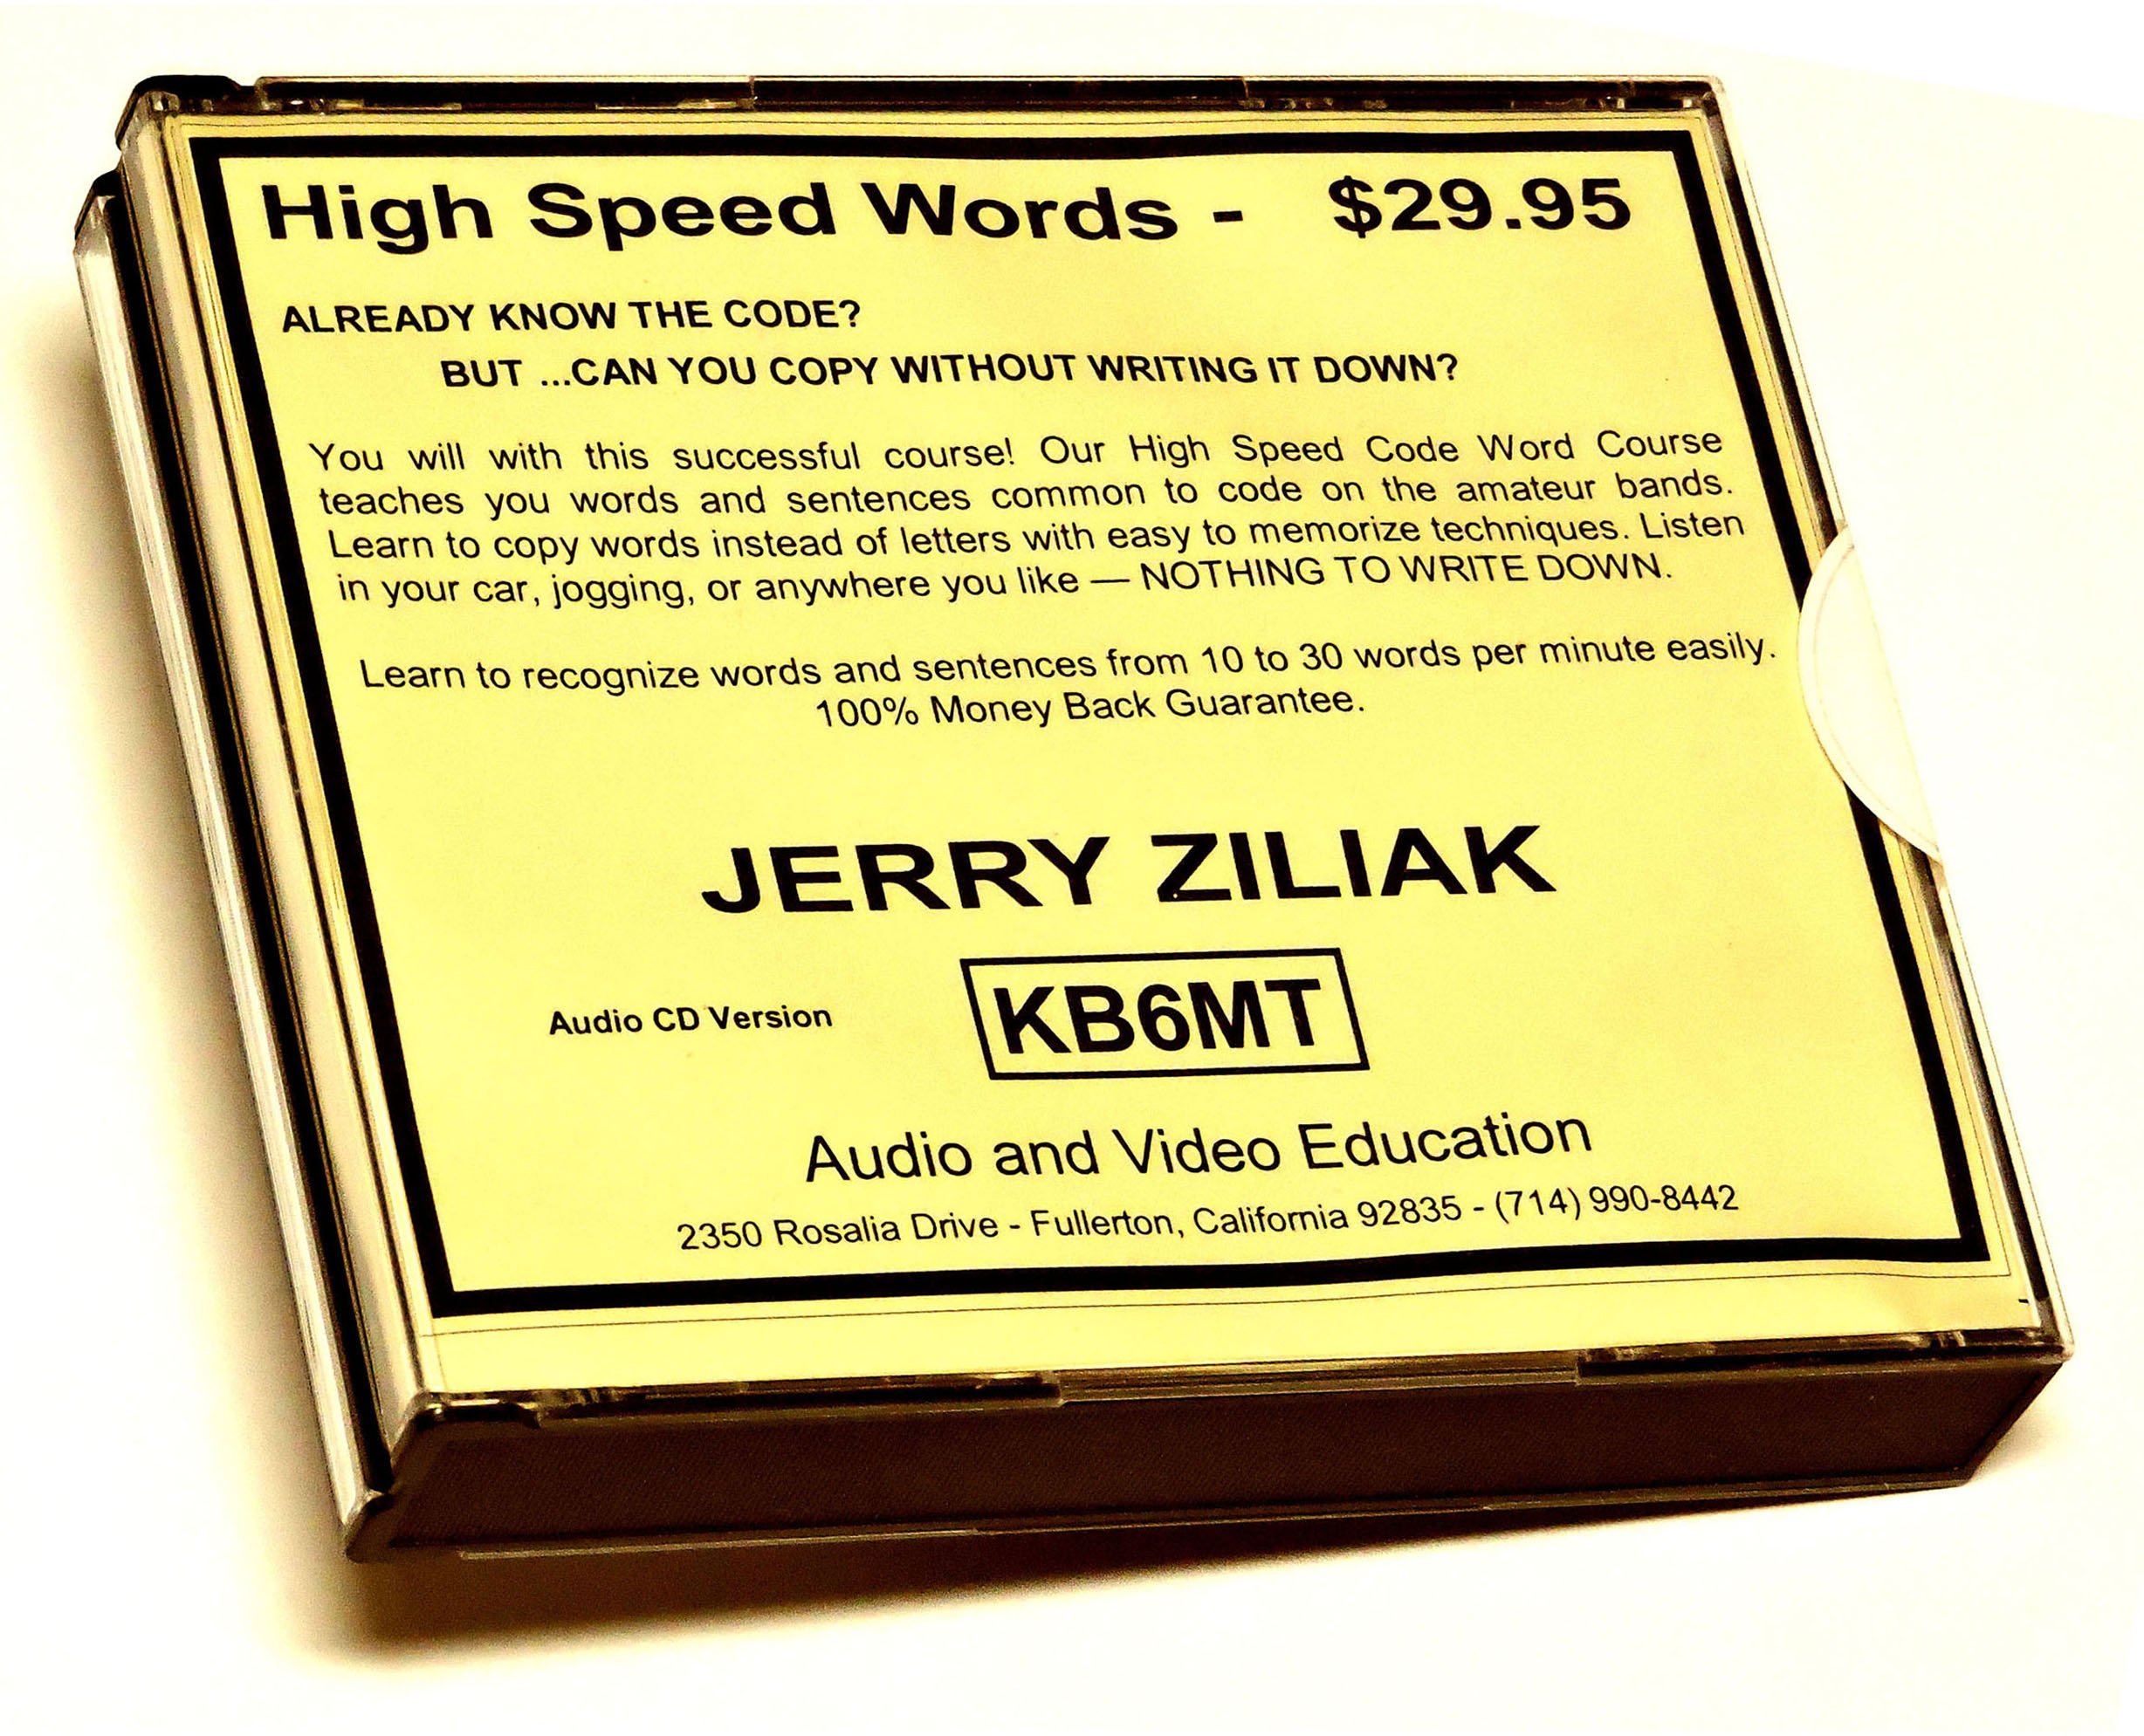 High Speed Words - $29.95
ALREADY KNOW THE CODE?
BUT ...CAN YOU COPY WITHOUT WRITING IT DOWN?
You will with this successful course! Our High Speed Code Word Course
teaches you words and sentences common to code on the amateur bands.
Learn to copy words instead of letters with easy to memorize techniques. Listen
in your car, jogging, or anywhere you like — NOTHING TO WRITE DOWN.
Learn to recognize words and sentences from 10 to 30 words per minute easily.
100% Money Back Guarantee.
JERRY ZILIAK
Audio CD Version
KB6MT
Audio and Video Education
2350 Rosalia Drive - Fullerton, California 92835 - (714) 990-8442